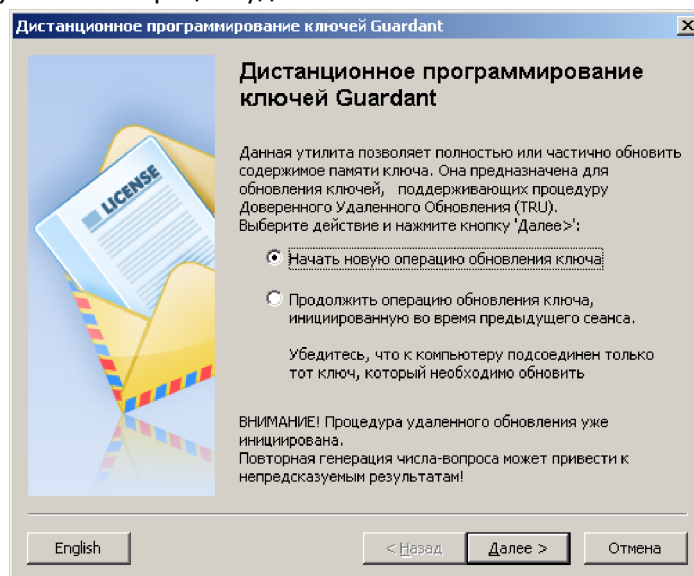 Дистанционное программирование ключей Guardant
Дистанционное программирование
ключей Guardant
Данная утилита позволяет полностью или частично обновить
содержимое памяти ключа. Она предназначена для
обновления ключей, поддерживающих процедуру
Доверенного Удаленного Обновления (TRU).
Выберите действие и нажмите кнопку 'Далее>':
LICENSE
Начать новую операцию обновления ключа
Продолжить операцию обновления ключа,
инициированную во время предыдущего сеанса.
Убедитесь, что к компьютеру подсоединен только
тот ключ, который необходимо обновить
ВНИМАНИЕ! Процедура удаленного обновления уже
инициирована.
Повторная генерация числа-вопроса может привести к
непредсказуемым результатам!
English
< Назад
Далее >
Отмена